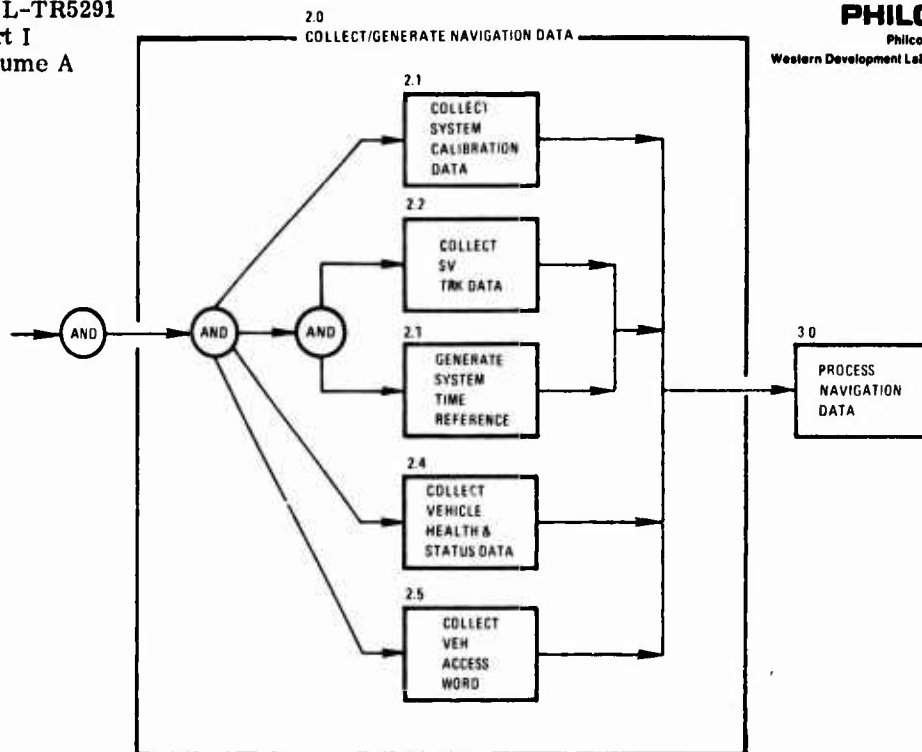 L-TR5291
rt I
ume A
PHILC
Philco
Western Development Lab
2.0
COLLECT/GENERATE NAVIGATION DATA
2.1
COLLECT
SYSTEM
CALIBRATION
DATA
2.2
COLLECT
SV
TRK DATA
AND
AND
AND
2.1
GENERATE
SYSTEM
TIME
REFERENCE
3.0
PROCESS
NAVIGATION
DATA
2.4
COLLECT
VEHICLE
HEALTH &
STATUS DATA
2.5
COLLECT
VEH
ACCESS
WORD